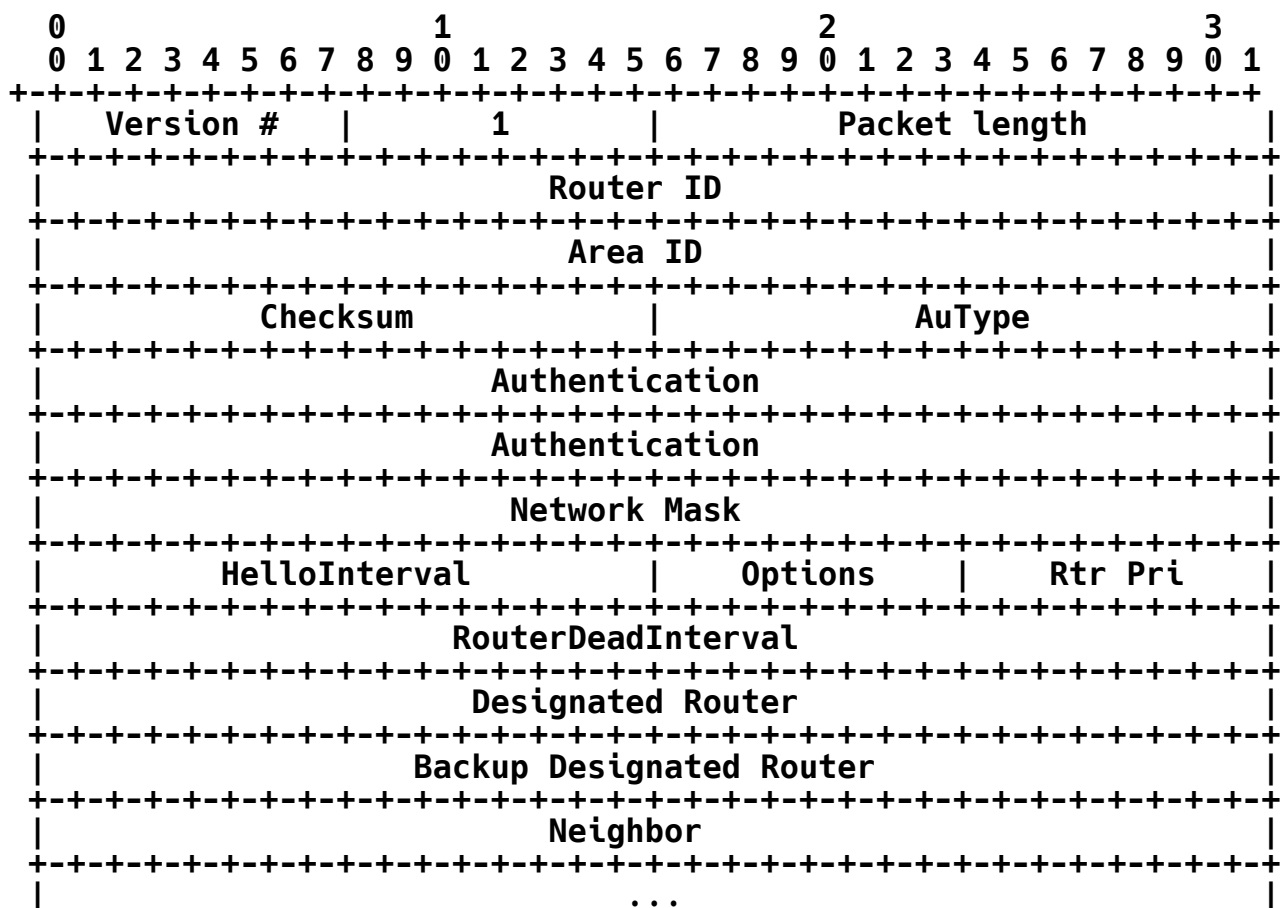 0                   1                   2                   3
  0 1 2 3 4 5 6 7 8 9 0 1 2 3 4 5 6 7 8 9 0 1 2 3 4 5 6 7 8 9 0 1
+-+-+-+-+-+-+-+-+-+-+-+-+-+-+-+-+-+-+-+-+-+-+-+-+-+-+-+-+-+-+-+-+
 |   Version #   |       1       |         Packet length         |
 +-+-+-+-+-+-+-+-+-+-+-+-+-+-+-+-+-+-+-+-+-+-+-+-+-+-+-+-+-+-+-+-+
 |                          Router ID                            |
 +-+-+-+-+-+-+-+-+-+-+-+-+-+-+-+-+-+-+-+-+-+-+-+-+-+-+-+-+-+-+-+-+
 |                           Area ID                             |
 +-+-+-+-+-+-+-+-+-+-+-+-+-+-+-+-+-+-+-+-+-+-+-+-+-+-+-+-+-+-+-+-+
 |           Checksum            |             AuType            |
 +-+-+-+-+-+-+-+-+-+-+-+-+-+-+-+-+-+-+-+-+-+-+-+-+-+-+-+-+-+-+-+-+
 |                       Authentication                          |
 +-+-+-+-+-+-+-+-+-+-+-+-+-+-+-+-+-+-+-+-+-+-+-+-+-+-+-+-+-+-+-+-+
 |                       Authentication                          |
 +-+-+-+-+-+-+-+-+-+-+-+-+-+-+-+-+-+-+-+-+-+-+-+-+-+-+-+-+-+-+-+-+
 |                        Network Mask                           |
 +-+-+-+-+-+-+-+-+-+-+-+-+-+-+-+-+-+-+-+-+-+-+-+-+-+-+-+-+-+-+-+-+
 |         HelloInterval         |    Options    |    Rtr Pri    |
 +-+-+-+-+-+-+-+-+-+-+-+-+-+-+-+-+-+-+-+-+-+-+-+-+-+-+-+-+-+-+-+-+
 |                     RouterDeadInterval                        |
 +-+-+-+-+-+-+-+-+-+-+-+-+-+-+-+-+-+-+-+-+-+-+-+-+-+-+-+-+-+-+-+-+
 |                      Designated Router                        |
 +-+-+-+-+-+-+-+-+-+-+-+-+-+-+-+-+-+-+-+-+-+-+-+-+-+-+-+-+-+-+-+-+
 |                   Backup Designated Router                    |
 +-+-+-+-+-+-+-+-+-+-+-+-+-+-+-+-+-+-+-+-+-+-+-+-+-+-+-+-+-+-+-+-+
 |                          Neighbor                             |
 +-+-+-+-+-+-+-+-+-+-+-+-+-+-+-+-+-+-+-+-+-+-+-+-+-+-+-+-+-+-+-+-+
 |                              ...                              |